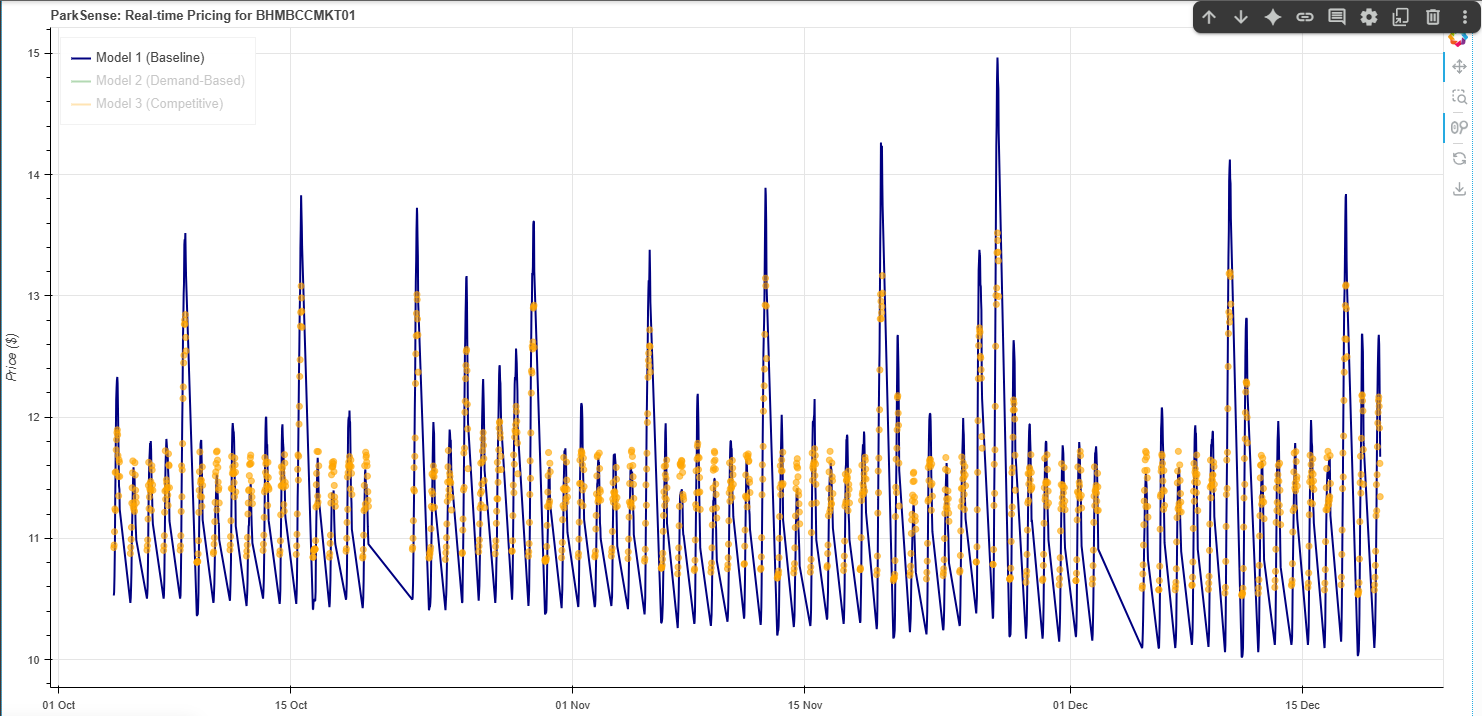 ParkSense: Real-time Pricing for BHMBCCMKT01
Model 1 (Baseline)
Model 2 (Demand-Based)
Model 3 (Competitive)
Price ($)
15
14
13
12
11
10
01 Oct
15 Oct
01 Nov
15 Nov
01 Dec
15 Dec